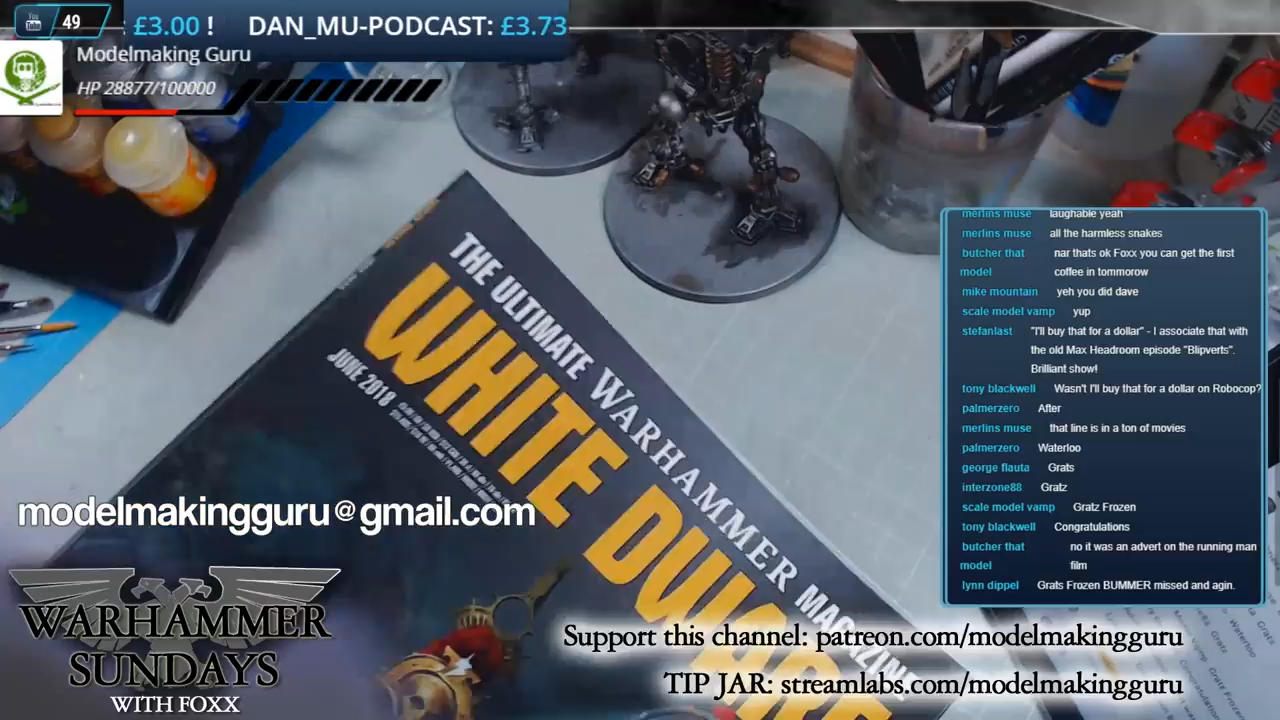 You
Tube
49
: £3.00 ! DAN_MU-PODCAST: £3.73
Modelmaking Guru
HP 28877/100000
THE ULTIMATE WARHAMMER MAGAZINE
WHITE DWARF
JUNE 2018
modelmakingguru@gmail.com
WARHAMMER
SUNDAYS
WITH FOXX
merlins muse laughable yeah
merlins muse all the harmless snakes
butcher that nar thats ok Foxx you can get the first
model coffee in tommorow
mike mountain yeh you did dave
scale model vamp yup
stefanlast "I'll buy that for a dollar" - I associate that with
the old Max Headroom episode "Blipverts".
Brilliant show!
tony blackwell Wasn't I'll buy that for a dollar on Robocop?
palmerzero After
merlins muse that line is in a ton of movies
palmerzero Waterloo
george flauta Grats
interzone88 Gratz
scale model vamp Gratz Frozen
tony blackwell Congratulations
butcher that no it was an advert on the running man
model film
lynn dippel Grats Frozen BUMMER missed and agin.
Support this channel: patreon.com/modelmakingguru
TIP JAR: streamlabs.com/modelmakingguru